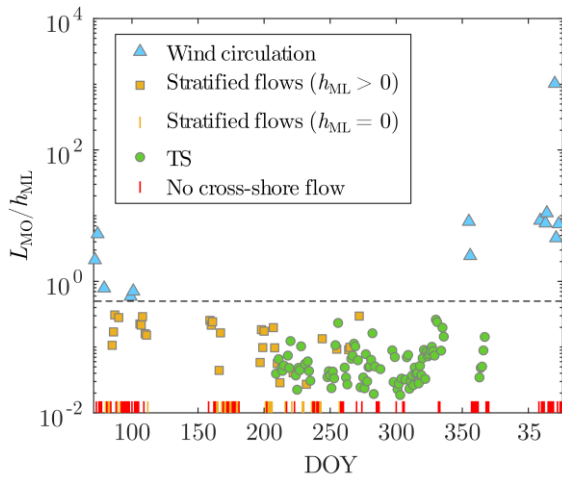 10^4
Wind circulation
Stratified flows (h_ML > 0)
Stratified flows (h_ML = 0)
TS
No cross-shore flow
10^2
L_MO/h_ML
10^0
10^-2
100 150 200 250 300 350 35
DOY